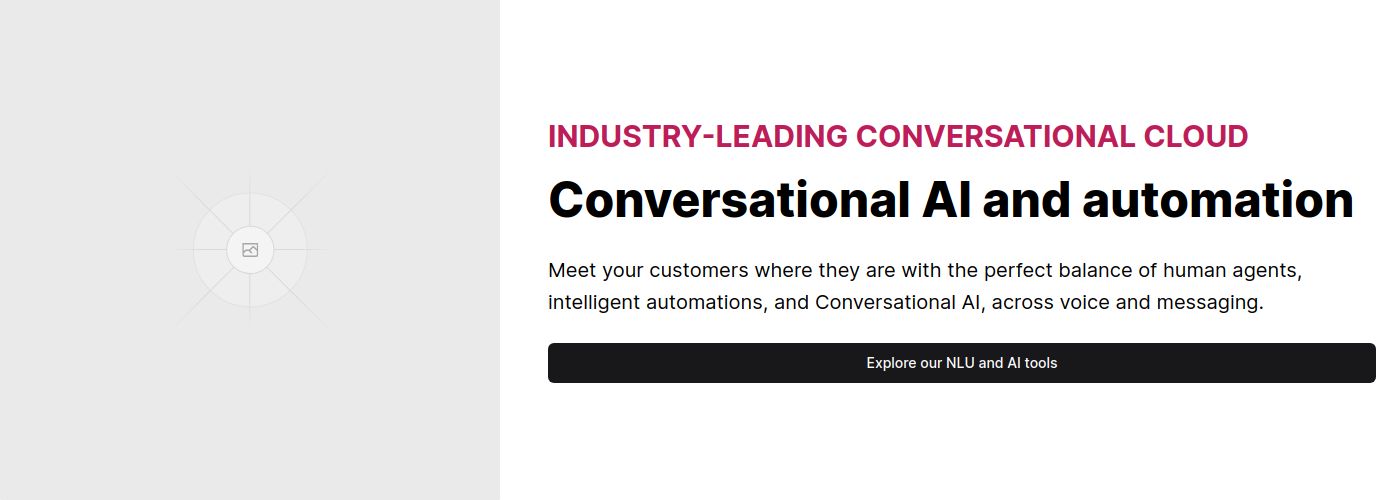 INDUSTRY-LEADING CONVERSATIONAL CLOUD
Conversational AI and automation
Meet your customers where they are with the perfect balance of human agents,
intelligent automations, and Conversational AI, across voice and messaging.
Explore our NLU and AI tools